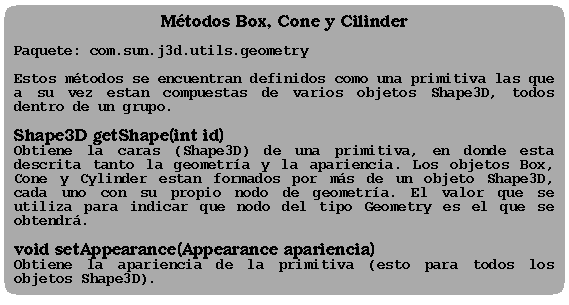 Métodos Box, Cone y Cilinder
Paquete: com.sun.j3d.utils.geometry
Estos métodos se encuentran definidos como una primitiva las que
a su vez estan compuestas de varios objetos Shape3D, todos
dentro de un grupo.
Shape3D getShape(int id)
Obtiene la caras (Shape3D) de una primitiva, en donde esta
descrita tanto la geometría y la apariencia. Los objetos Box,
Cone y Cylinder estan formados por más de un objeto Shape3D,
cada uno con su propio nodo de geometría. El valor que se
utiliza para indicar que nodo del tipo Geometry es el que se
obtendrá.
void setAppearance(Appearance apariencia)
Obtiene la apariencia de la primitiva (esto para todos los
objetos Shape3D).